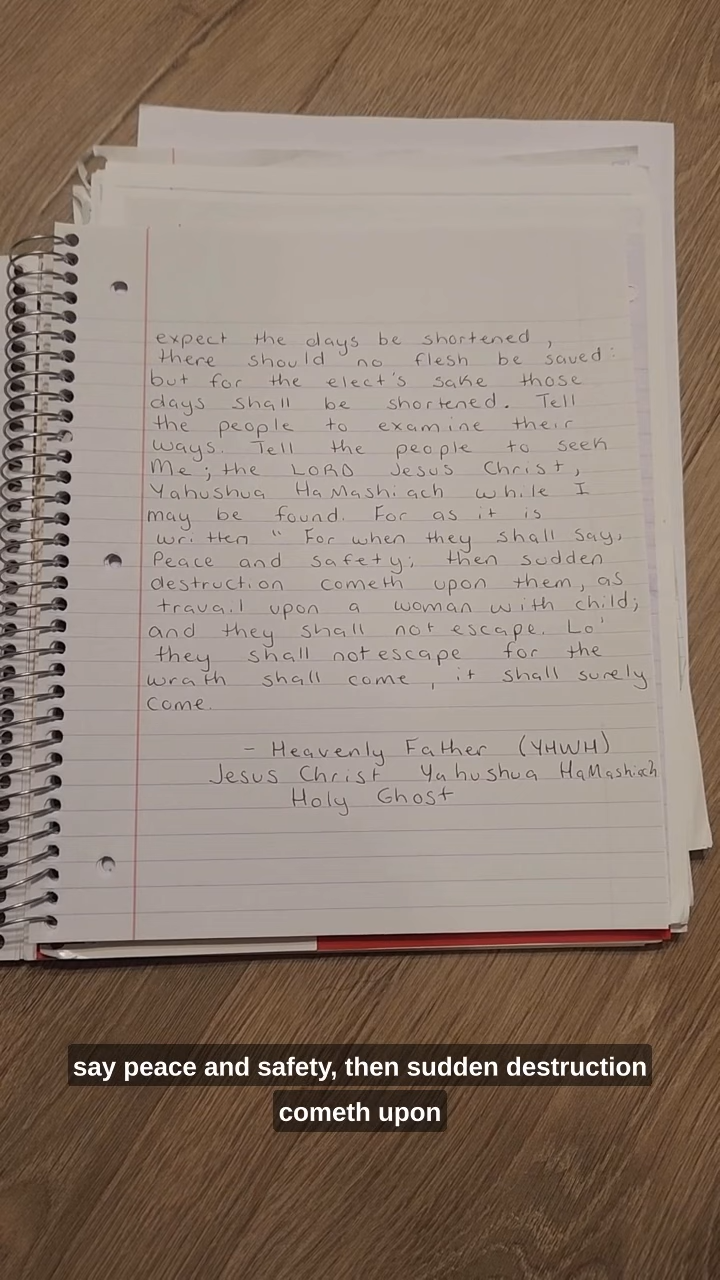 expect the days be shortened,
there should no flesh be saved:
but for the elect's sake those
days shall be shortened. Tell
the people to examine their
ways. Tell the people to seek
Me; the LORD Jesus Christ,
Yahushua HaMashiach while I
may be found. For as it is
written " For when they shall say,
Peace and safety; then sudden
destruction cometh upon them, as
travail upon a woman with child;
and they shall not escape. Lo'
they shall not escape for the
wrath shall come, it shall surely
come.
- Heavenly Father (YHWH)
Jesus Christ Yahushua HaMashiach
Holy Ghost
say peace and safety, then sudden destruction
cometh upon